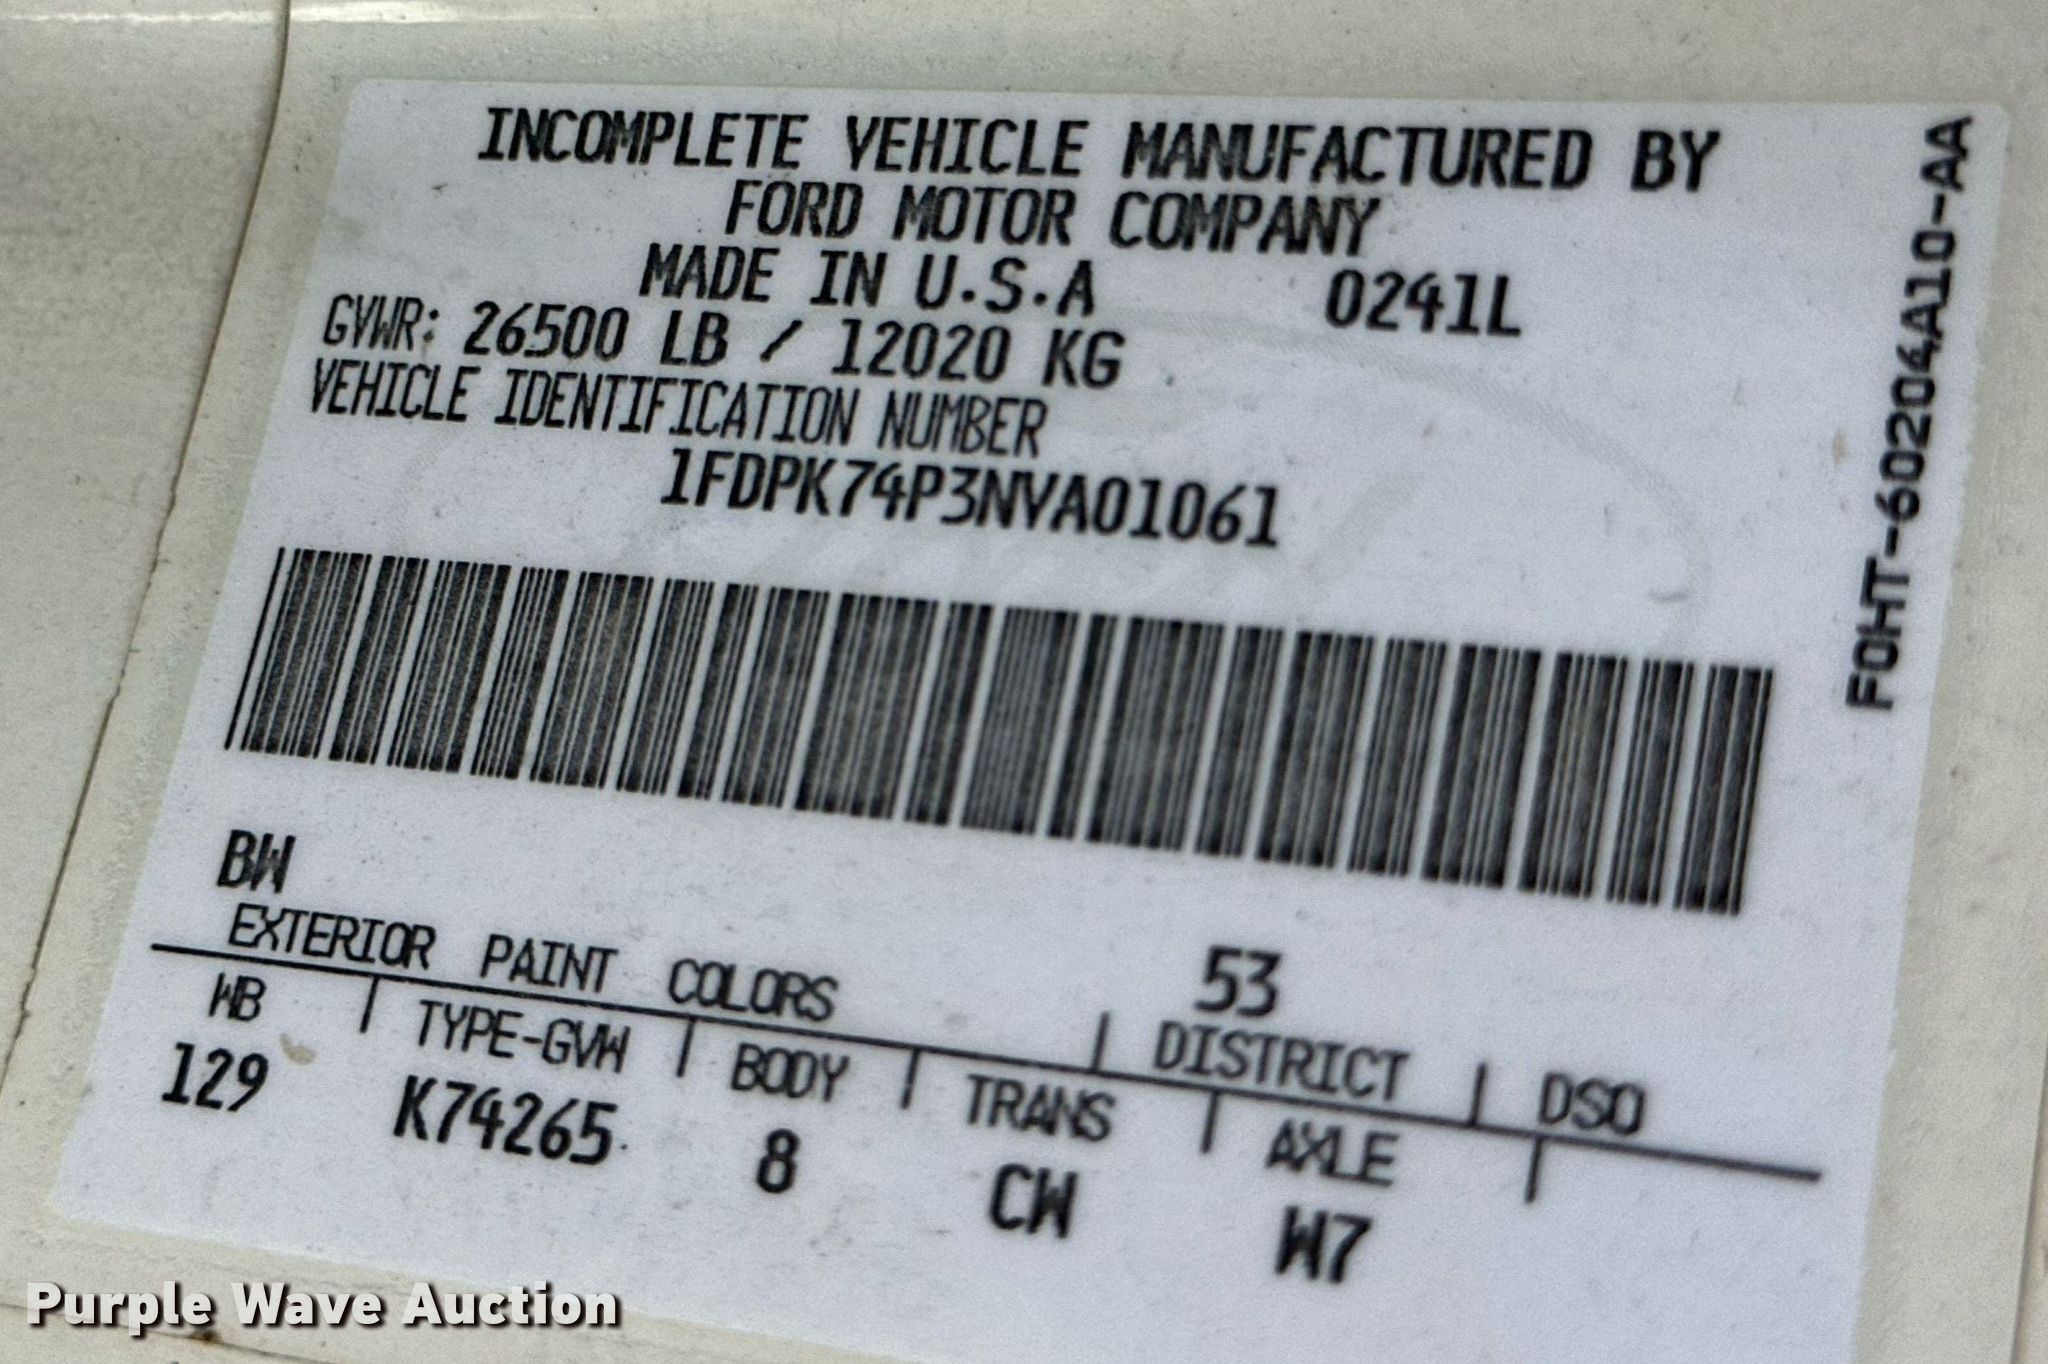 INCOMPLETE VEHICLE MANUFACTURED BY
FORD MOTOR COMPANY
MADE IN U.S.A 0241L
GVWR: 26500 LB / 12020 KG
VEHICLE IDENTIFICATION NUMBER
1FDPK74P3NVA01061
F0HT-60204A10-AA
BW
EXTERIOR PAINT COLORS
53
DISTRICT | DSO
WB | TYPE-GVW | BODY | TRANS | AXLE |
129 K74265 8 CW W7
Purple Wave Auction